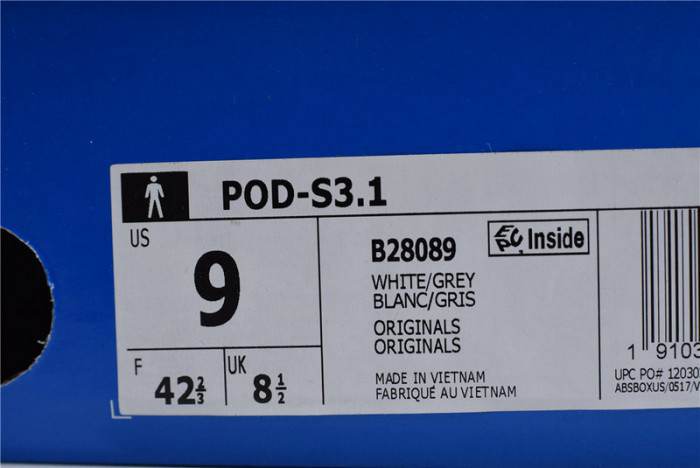 POD-S3.1
US
9
F
42⅔
UK
8½
B28089
EPC Inside
WHITE/GREY
BLANC/GRIS
ORIGINALS
ORIGINALS
MADE IN VIETNAM
FABRIQUÉ AU VIETNAM
1 9103
UPC PO# 12030
ABSBOXUS/0517/V